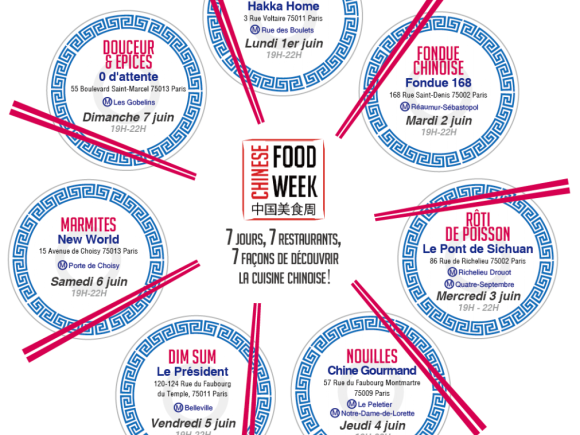 Hakka Home
3 Rue Voltaire 75011 Paris
M Rue des Boulets
Lundi 1er juin
19H-22H
FONDUE
CHINOISE
Fondue 168
168 Rue Saint-Denis 75002 Paris
M Réaumur-Sébastopol
Mardi 2 juin
19H-22H
RÔTI
DE POISSON
Le Pont de Sichuan
86 Rue de Richelieu 75002 Paris
M Richelieu Drouot
M Quatre-Septembre
Mercredi 3 juin
19H - 22H
NOUILLES
Chine Gourmand
57 Rue du Faubourg Montmartre
75009 Paris
M Le Peletier
M Notre-Dame-de-Lorette
Jeudi 4 juin
DIM SUM
Le Président
120-124 Rue du Faubourg
du Temple, 75011 Paris
M Belleville
Vendredi 5 juin
19H-22H
MARMITES
New World
15 Avenue de Choisy 75013 Paris
M Porte de Choisy
Samedi 6 juin
19H-22H
DOUCEUR
& ÉPICES
0 d'attente
55 Boulevard Saint-Marcel 75013 Paris
M Les Gobelins
Dimanche 7 juin
19H-22H
CHINESE
FOOD
WEEK
中国美食周
7 JOURS, 7 RESTAURANTS,
7 FAÇONS DE DÉCOUVRIR
LA CUISINE CHINOISE!